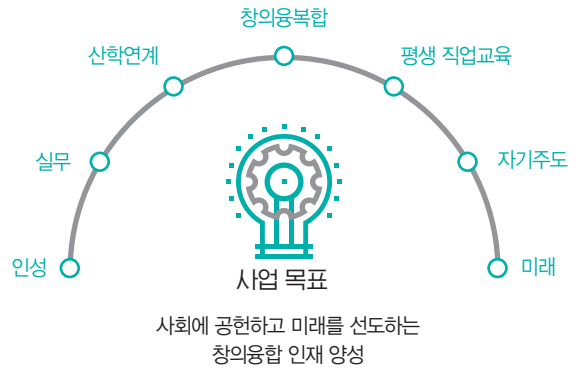 창의융복합
산학연계
평생 직업교육
실무
자기주도
인성
미래
사업 목표
사회에 공헌하고 미래를 선도하는
창의융합 인재 양성